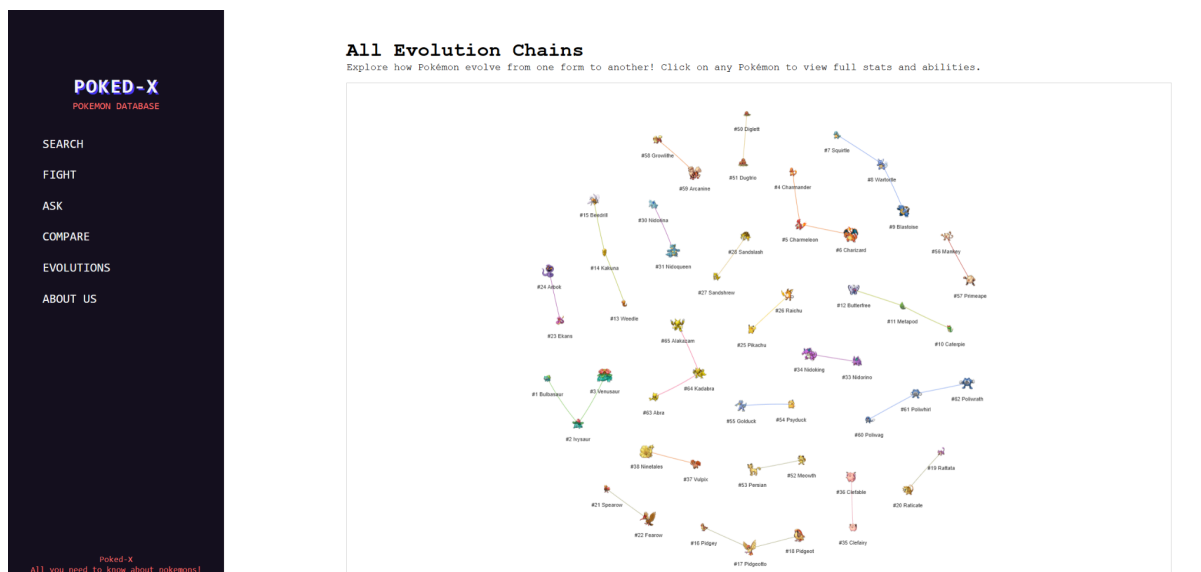 POKED-X
POKEMON DATABASE
SEARCH
FIGHT
ASK
COMPARE
EVOLUTIONS
ABOUT US
Poked-X
All you need to know about pokemons!
All Evolution Chains
Explore how Pokémon evolve from one form to another! Click on any Pokémon to view full stats and abilities.
#50 Diglett
#7 Squirtle
#58 Growlithe
#51 Dugtrio
#8 Wartortle
#59 Arcanine
#4 Charmander
#15 Beedrill
#30 Nidorina
#9 Blastoise
#5 Charmeleon
#6 Charizard
#28 Sandslash
#56 Mankey
#31 Nidoqueen
#14 Kakuna
#24 Arbok
#27 Sandshrew
#57 Primeape
#12 Butterfree
#26 Raichu
#13 Weedle
#11 Metapod
#23 Ekans
#65 Alakazam
#25 Pikachu
#10 Caterpie
#34 Nidoking
#33 Nidorino
#64 Kadabra
#1 Bulbasaur
#3 Venusaur
#62 Poliwrath
#63 Abra
#61 Poliwhirl
#55 Golduck
#54 Psyduck
#60 Poliwag
#2 Ivysaur
#38 Ninetales
#19 Rattata
#52 Meowth
#37 Vulpix
#53 Persian
#36 Clefable
#21 Spearow
#20 Raticate
#22 Fearow
#16 Pidgey
#18 Pidgeot
#35 Clefairy
#17 Pidgeotto